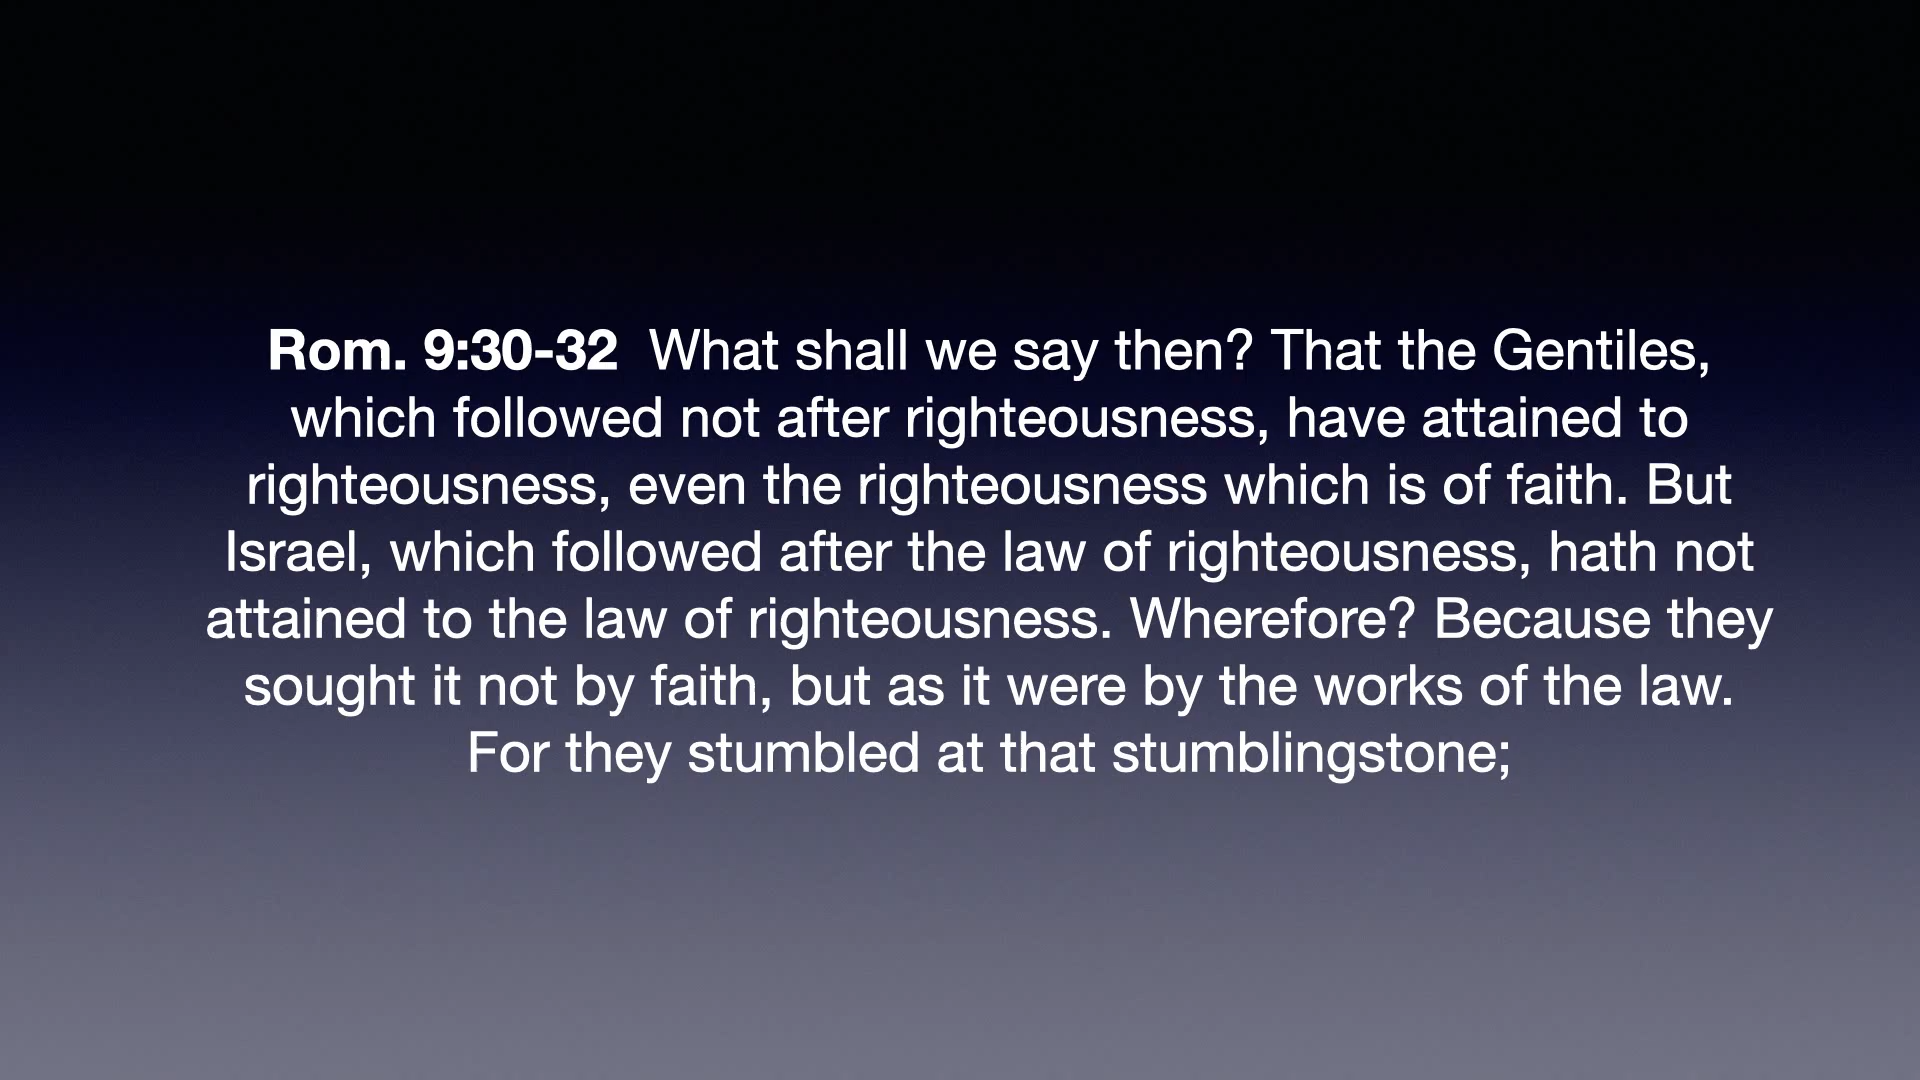 Rom. 9:30-32  What shall we say then? That the Gentiles,
which followed not after righteousness, have attained to
righteousness, even the righteousness which is of faith. But
Israel, which followed after the law of righteousness, hath not
attained to the law of righteousness. Wherefore? Because they
sought it not by faith, but as it were by the works of the law.
For they stumbled at that stumblingstone;